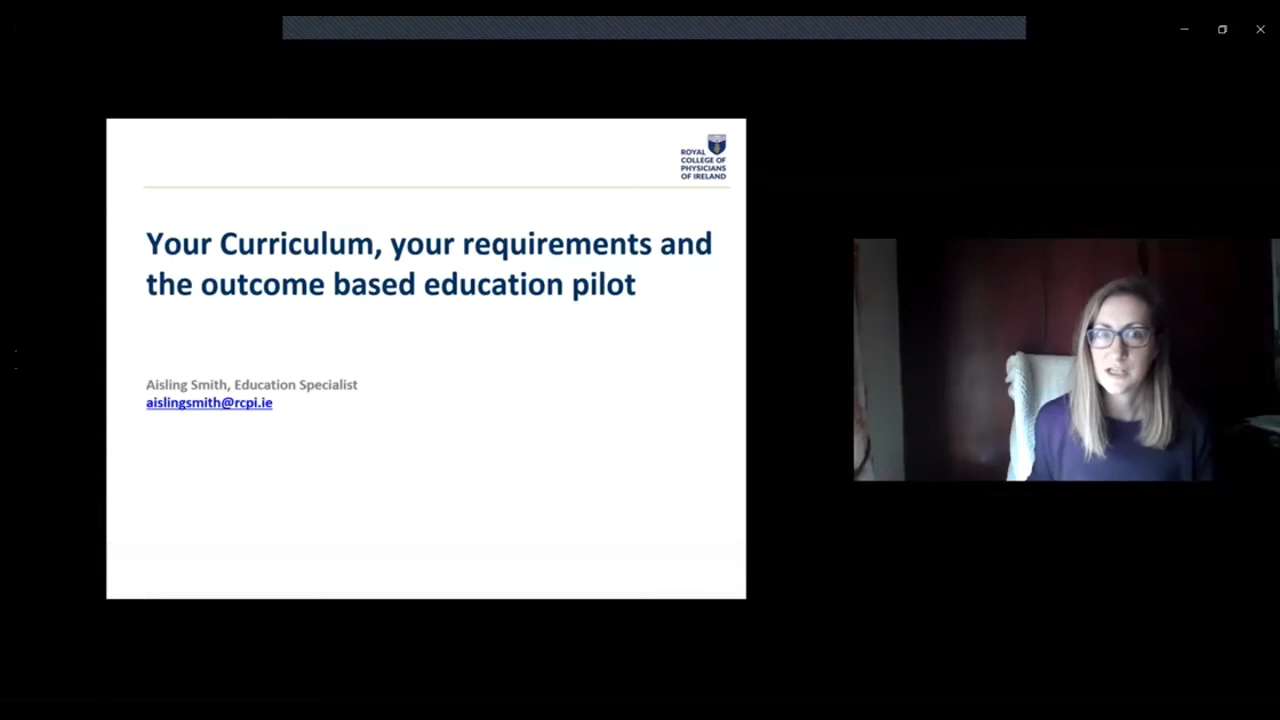 ROYAL
COLLEGE OF
PHYSICIANS
OF IRELAND
Your Curriculum, your requirements and
the outcome based education pilot
Aisling Smith, Education Specialist
aislingsmith@rcpi.ie